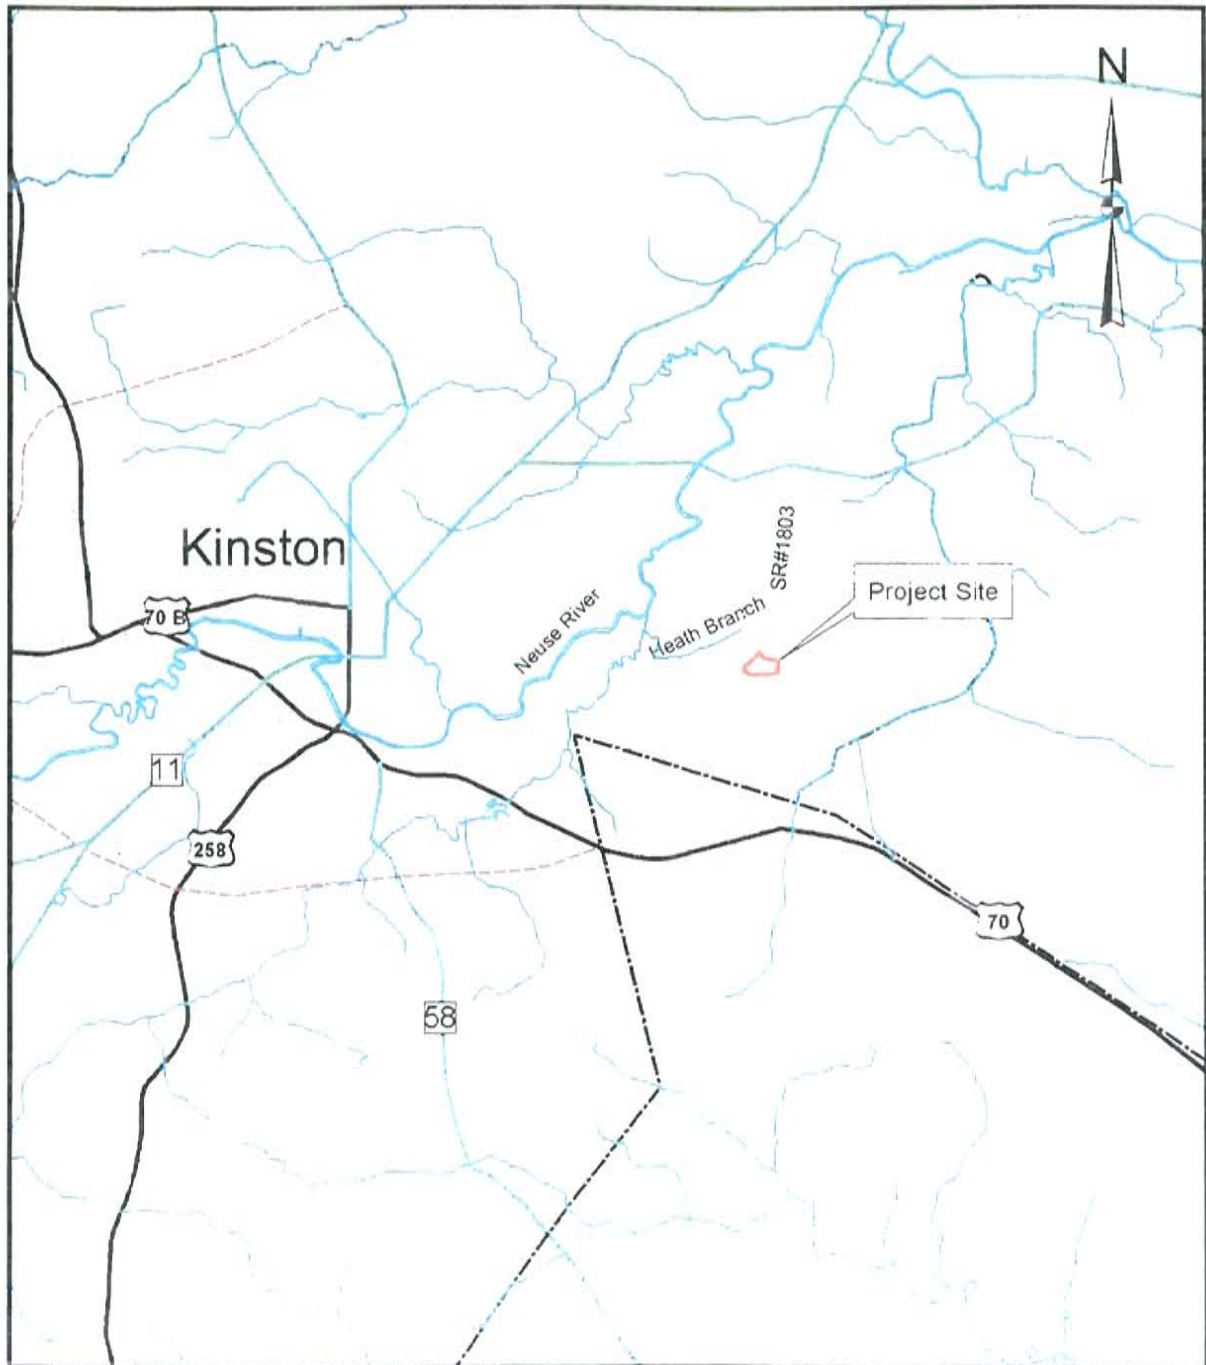 N
SR#1803
Kinston
Project Site
70 B
Neuse River
Heath Branch
11
258
70
58